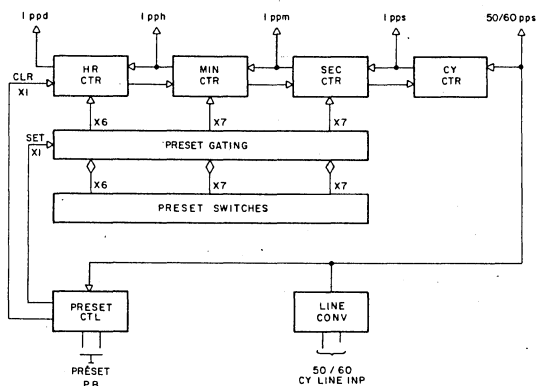 1 ppd
1 pph
1 ppm
1 pps
50/60 pps
HR
CTR
MIN
CTR
SEC
CTR
CY
CTR
CLR
X1
X6
X7
X7
SET
X1
PRESET GATING
X6
X7
X7
PRESET SWITCHES
PRESET
CTL
LINE
CONV
PRESET
P.B.
50 / 60
CY LINE INP